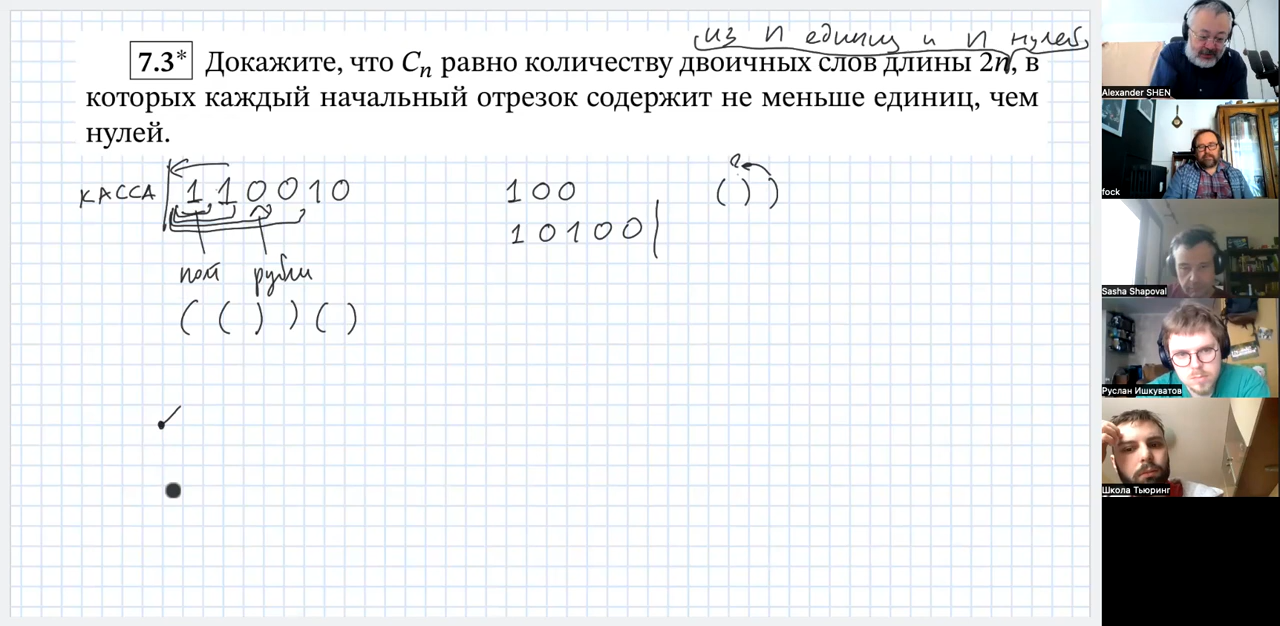 из n единиц и n нулей,
7.3* Докажите, что Cn равно количеству двоичных слов длины 2n, в
которых каждый начальный отрезок содержит не меньше единиц, чем
нулей.
КАССА 110010
100
10100
( ) )
?
полт рубли
( ( ) ) ( )
Alexander SHEN
fock
Sasha Shapoval
Руслан Ишкуватов
Школа Тьюринг